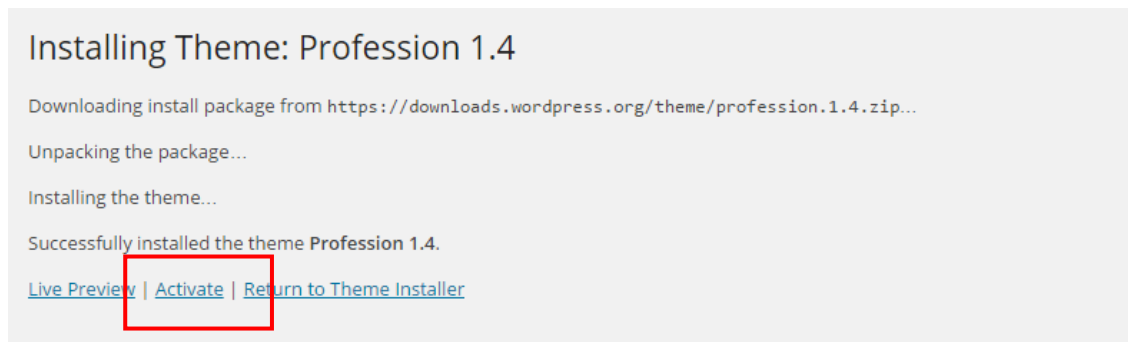 Installing Theme: Profession 1.4
Downloading install package from https://downloads.wordpress.org/theme/profession.1.4.zip…
Unpacking the package…
Installing the theme…
Successfully installed the theme Profession 1.4.
Live Preview | Activate | Return to Theme Installer